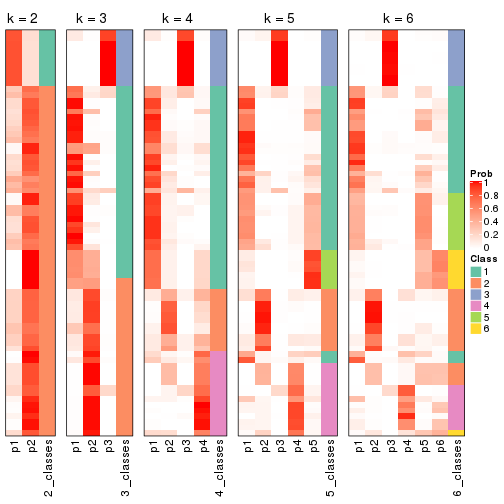 k = 2
k = 3
k = 4
k = 5
k = 6
Prob
1
0.8
0.6
0.4
0.2
0
Class
1
2
3
4
5
6
p1
p2
2_classes
p1
p2
p3
3_classes
p1
p2
p3
p4
4_classes
p1
p2
p3
p4
p5
5_classes
p1
p2
p3
p4
p5
p6
6_classes